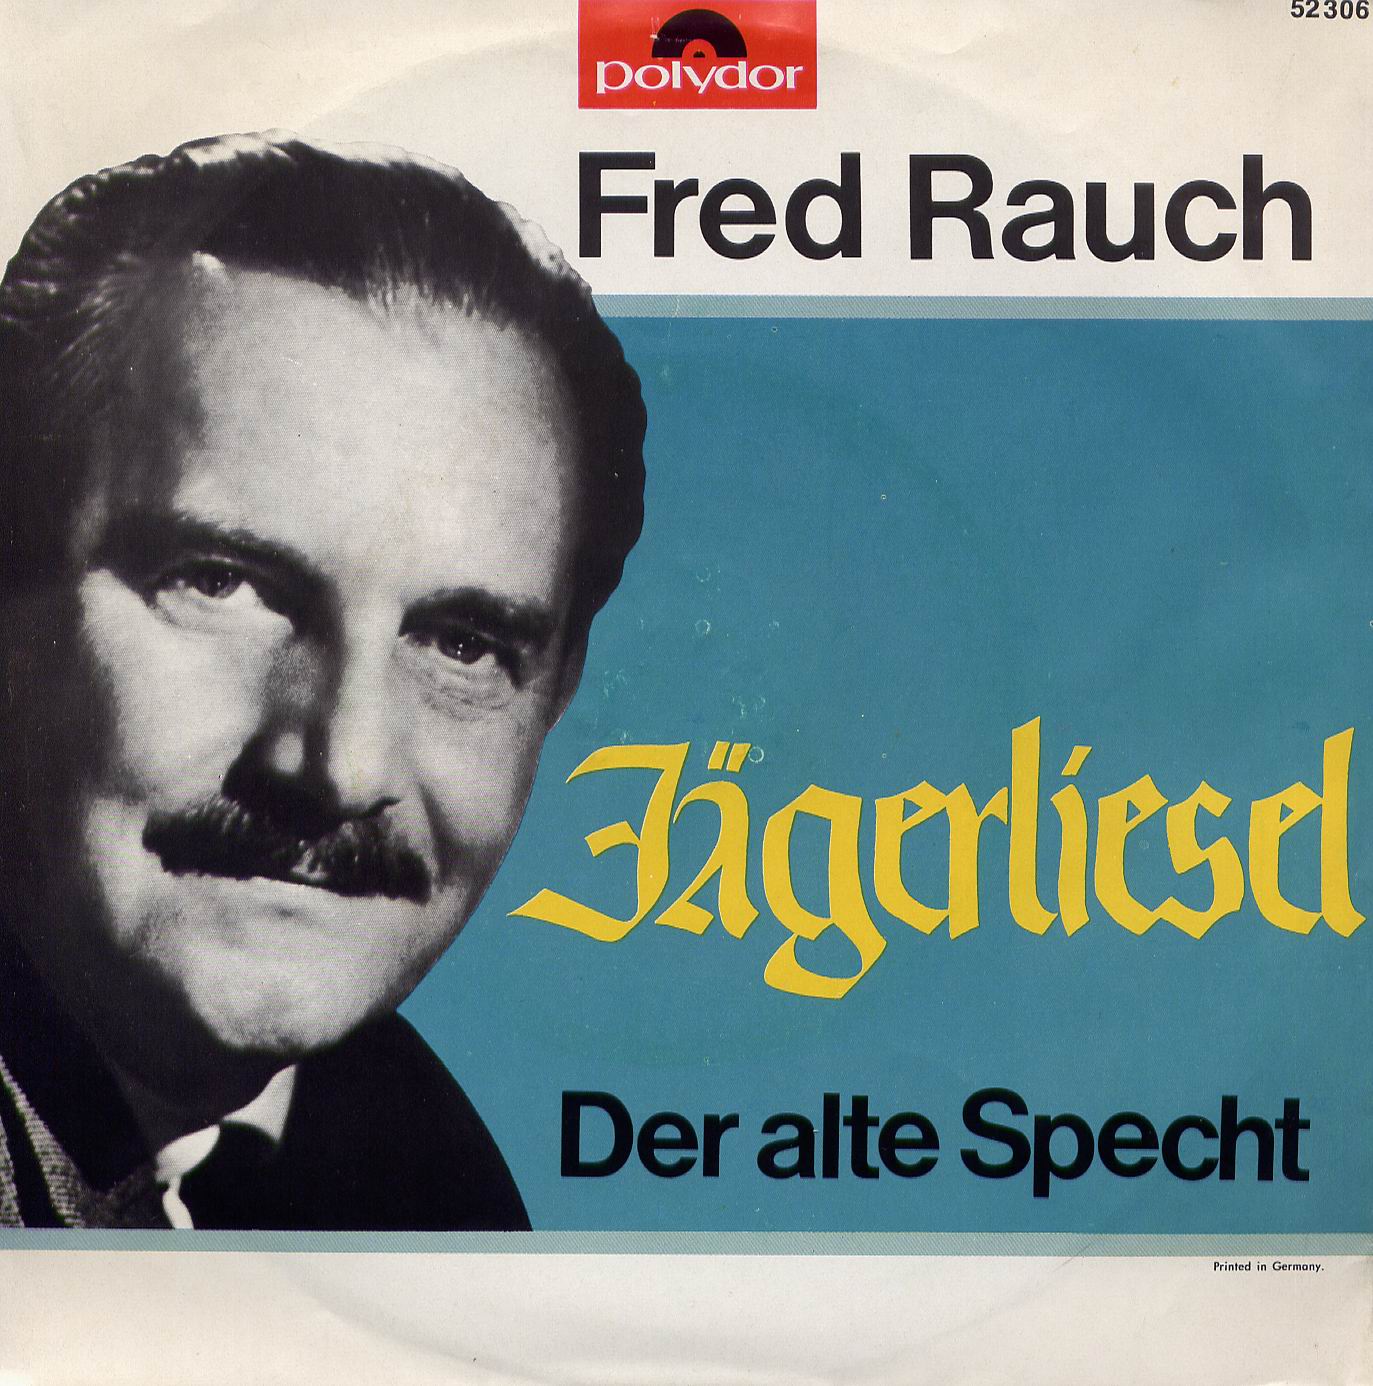 52306
polydor
Fred Rauch
Jägerliesel
Der alte Specht
Printed in Germany.